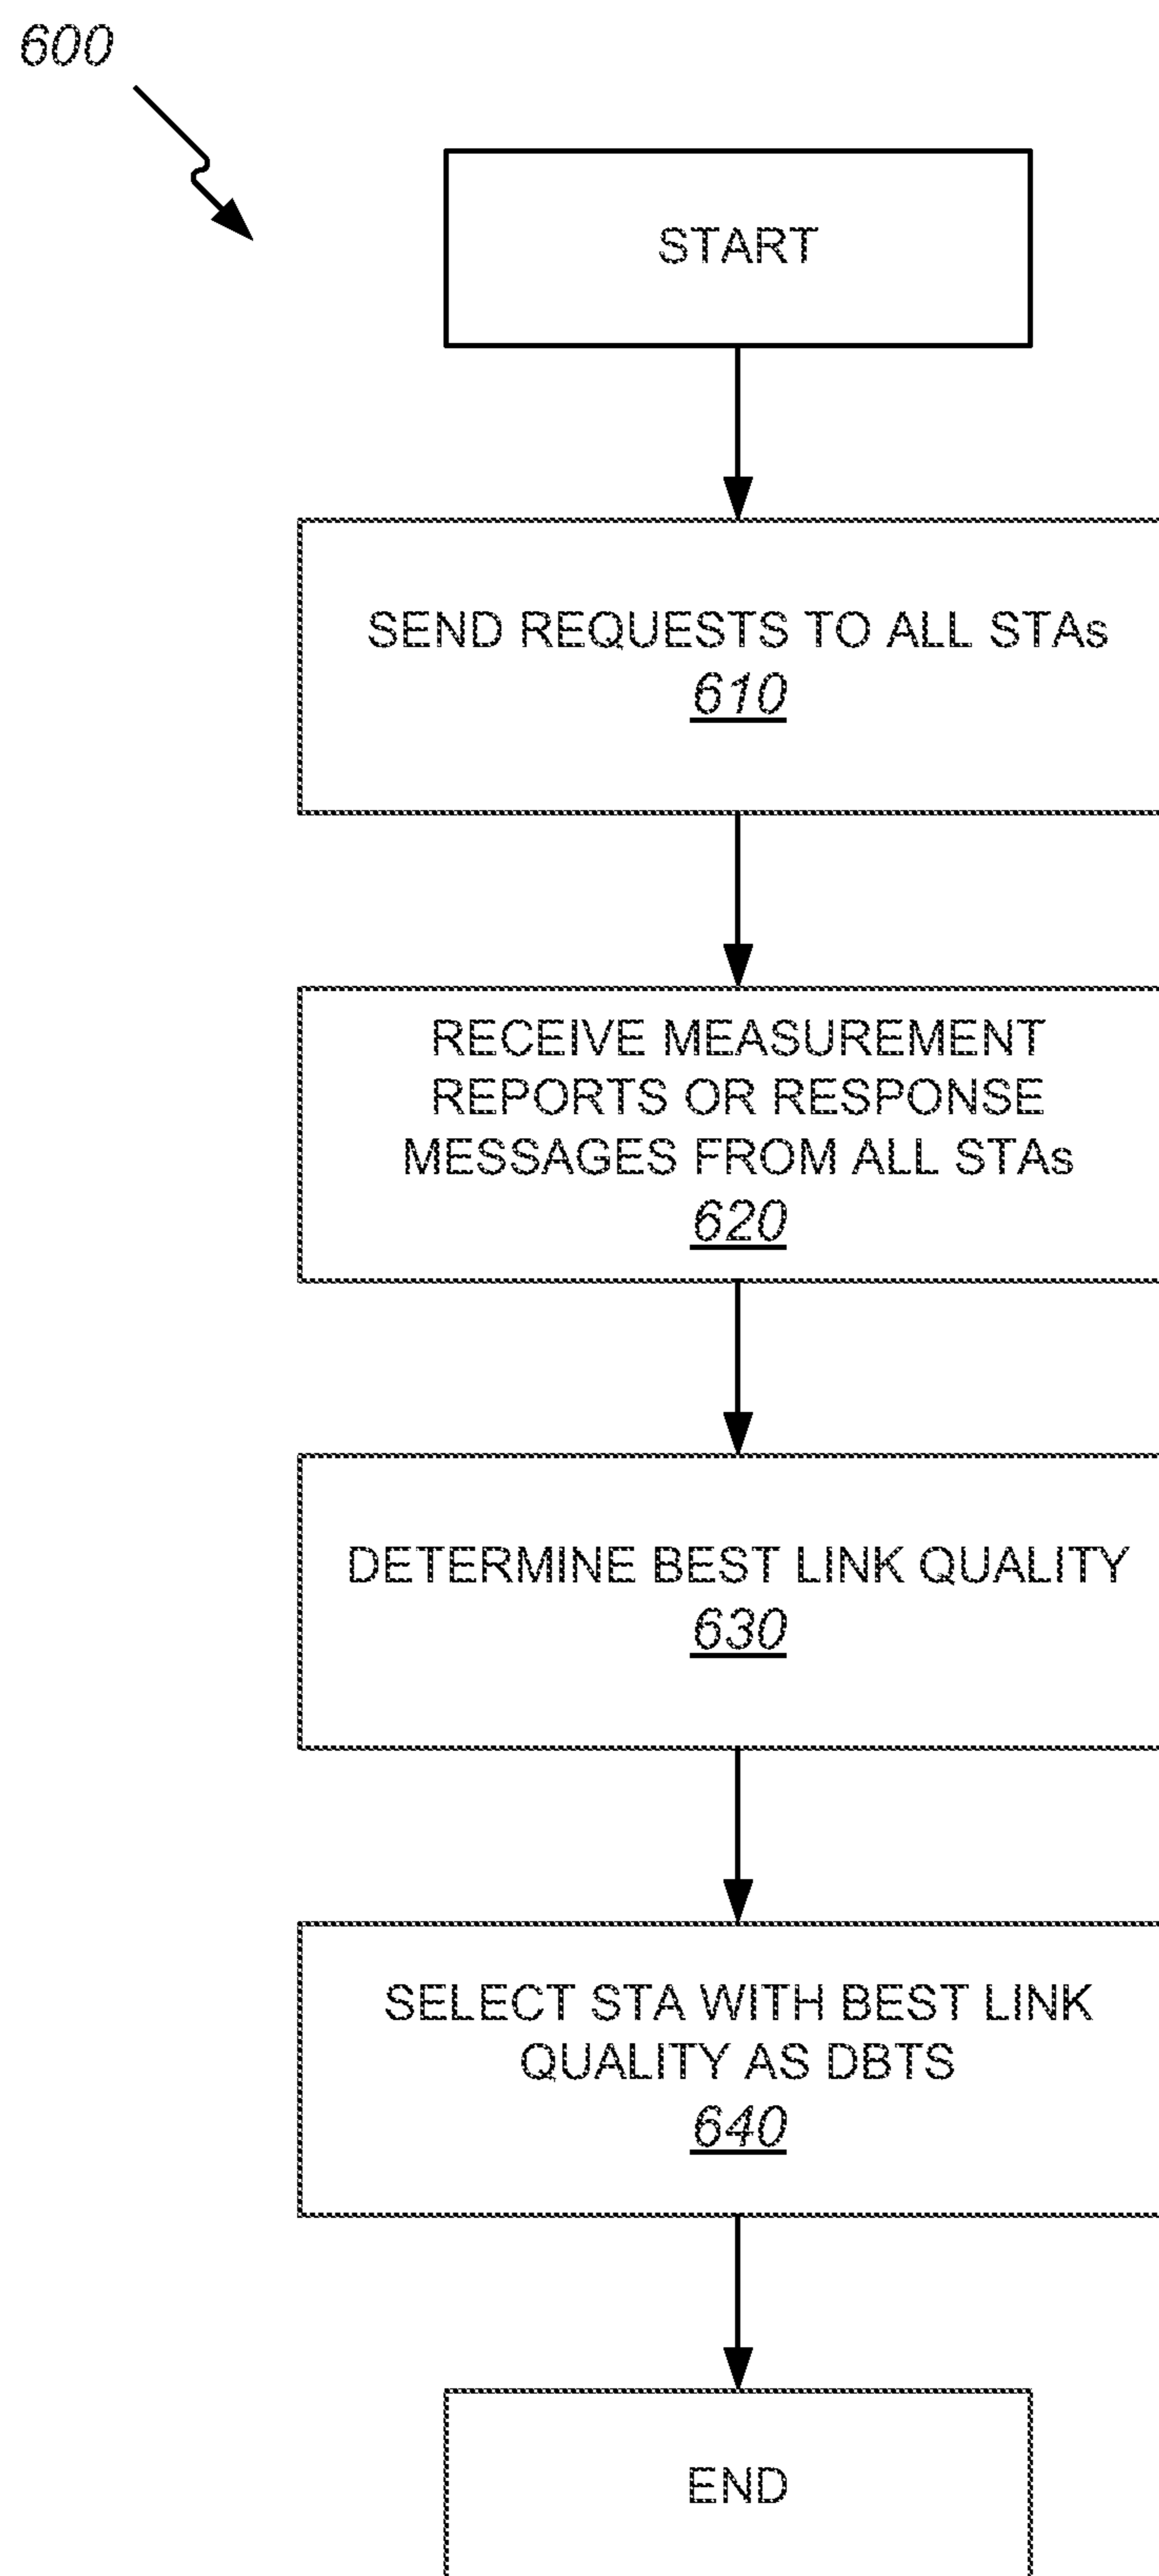 600
START
SEND REQUESTS TO ALL STAs
610
RECEIVE MEASUREMENT
REPORTS OR RESPONSE
MESSAGES FROM ALL STAs
620
DETERMINE BEST LINK QUALITY
630
SELECT STA WITH BEST LINK
QUALITY AS DBTS
640
END